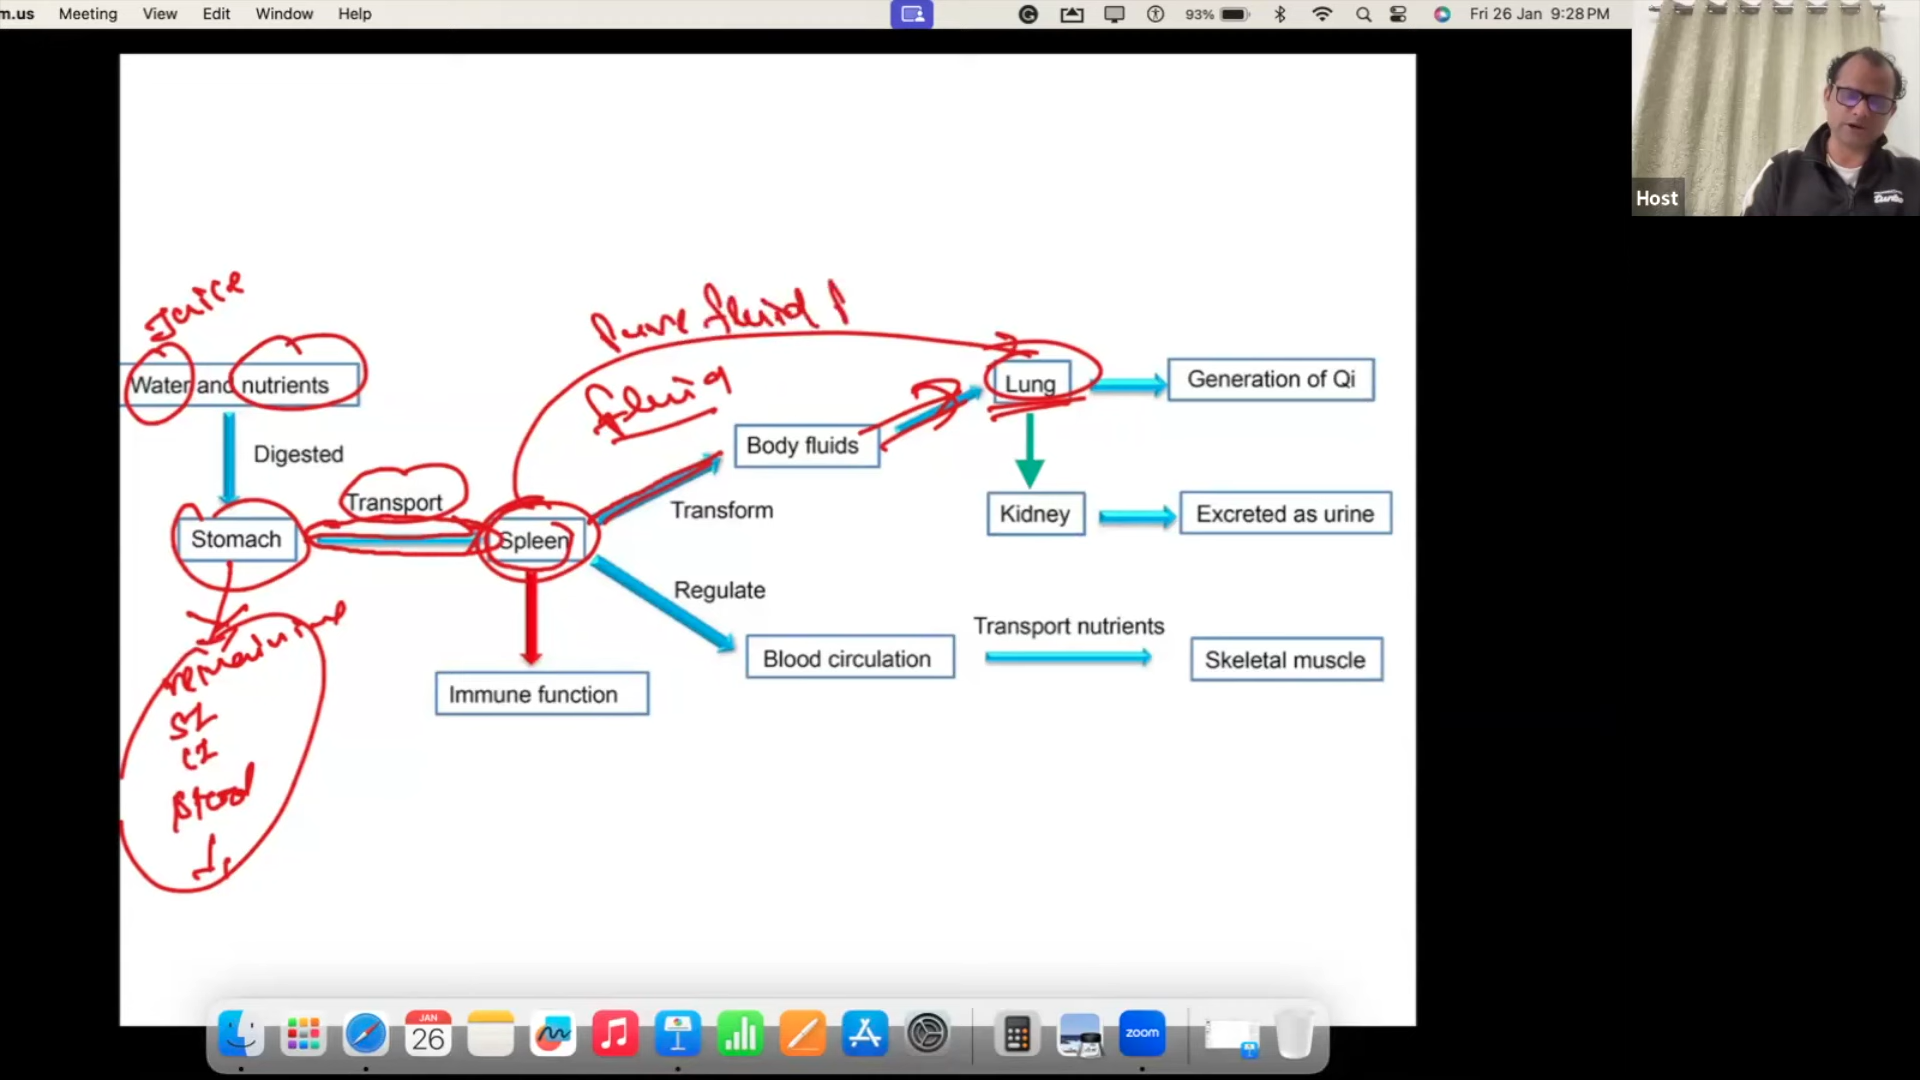 m.us Meeting View Edit Window Help 93% Fri 26 Jan 9:28 PM
Host
Juice
Pure fluid
Water and nutrients
Lung
Generation of Qi
fluid
Body fluids
Digested
Transport
Transform
Kidney
Excreted as urine
Stomach
Spleen
Regulate
remaining
Transport nutrients
Blood circulation
Skeletal muscle
Immune function
SI
LI
Stool
JAN
26
zoom